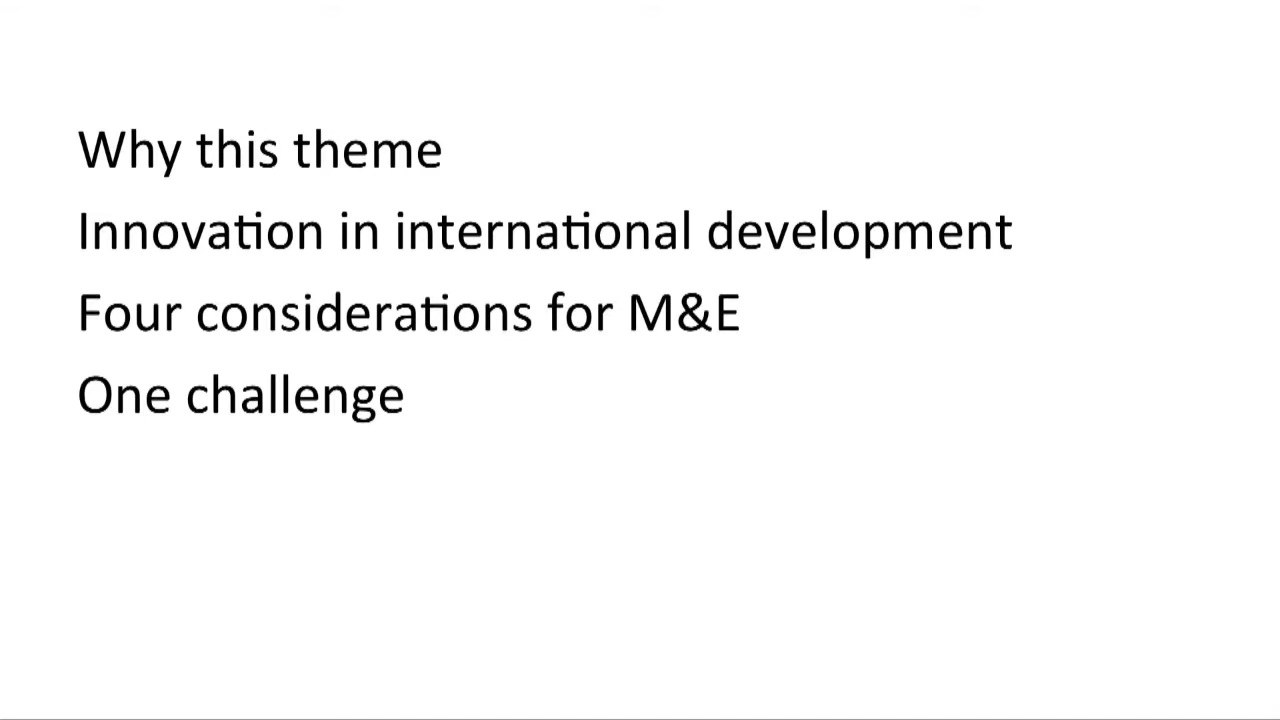 Why this theme
Innovation in international development
Four considerations for M&E
One challenge